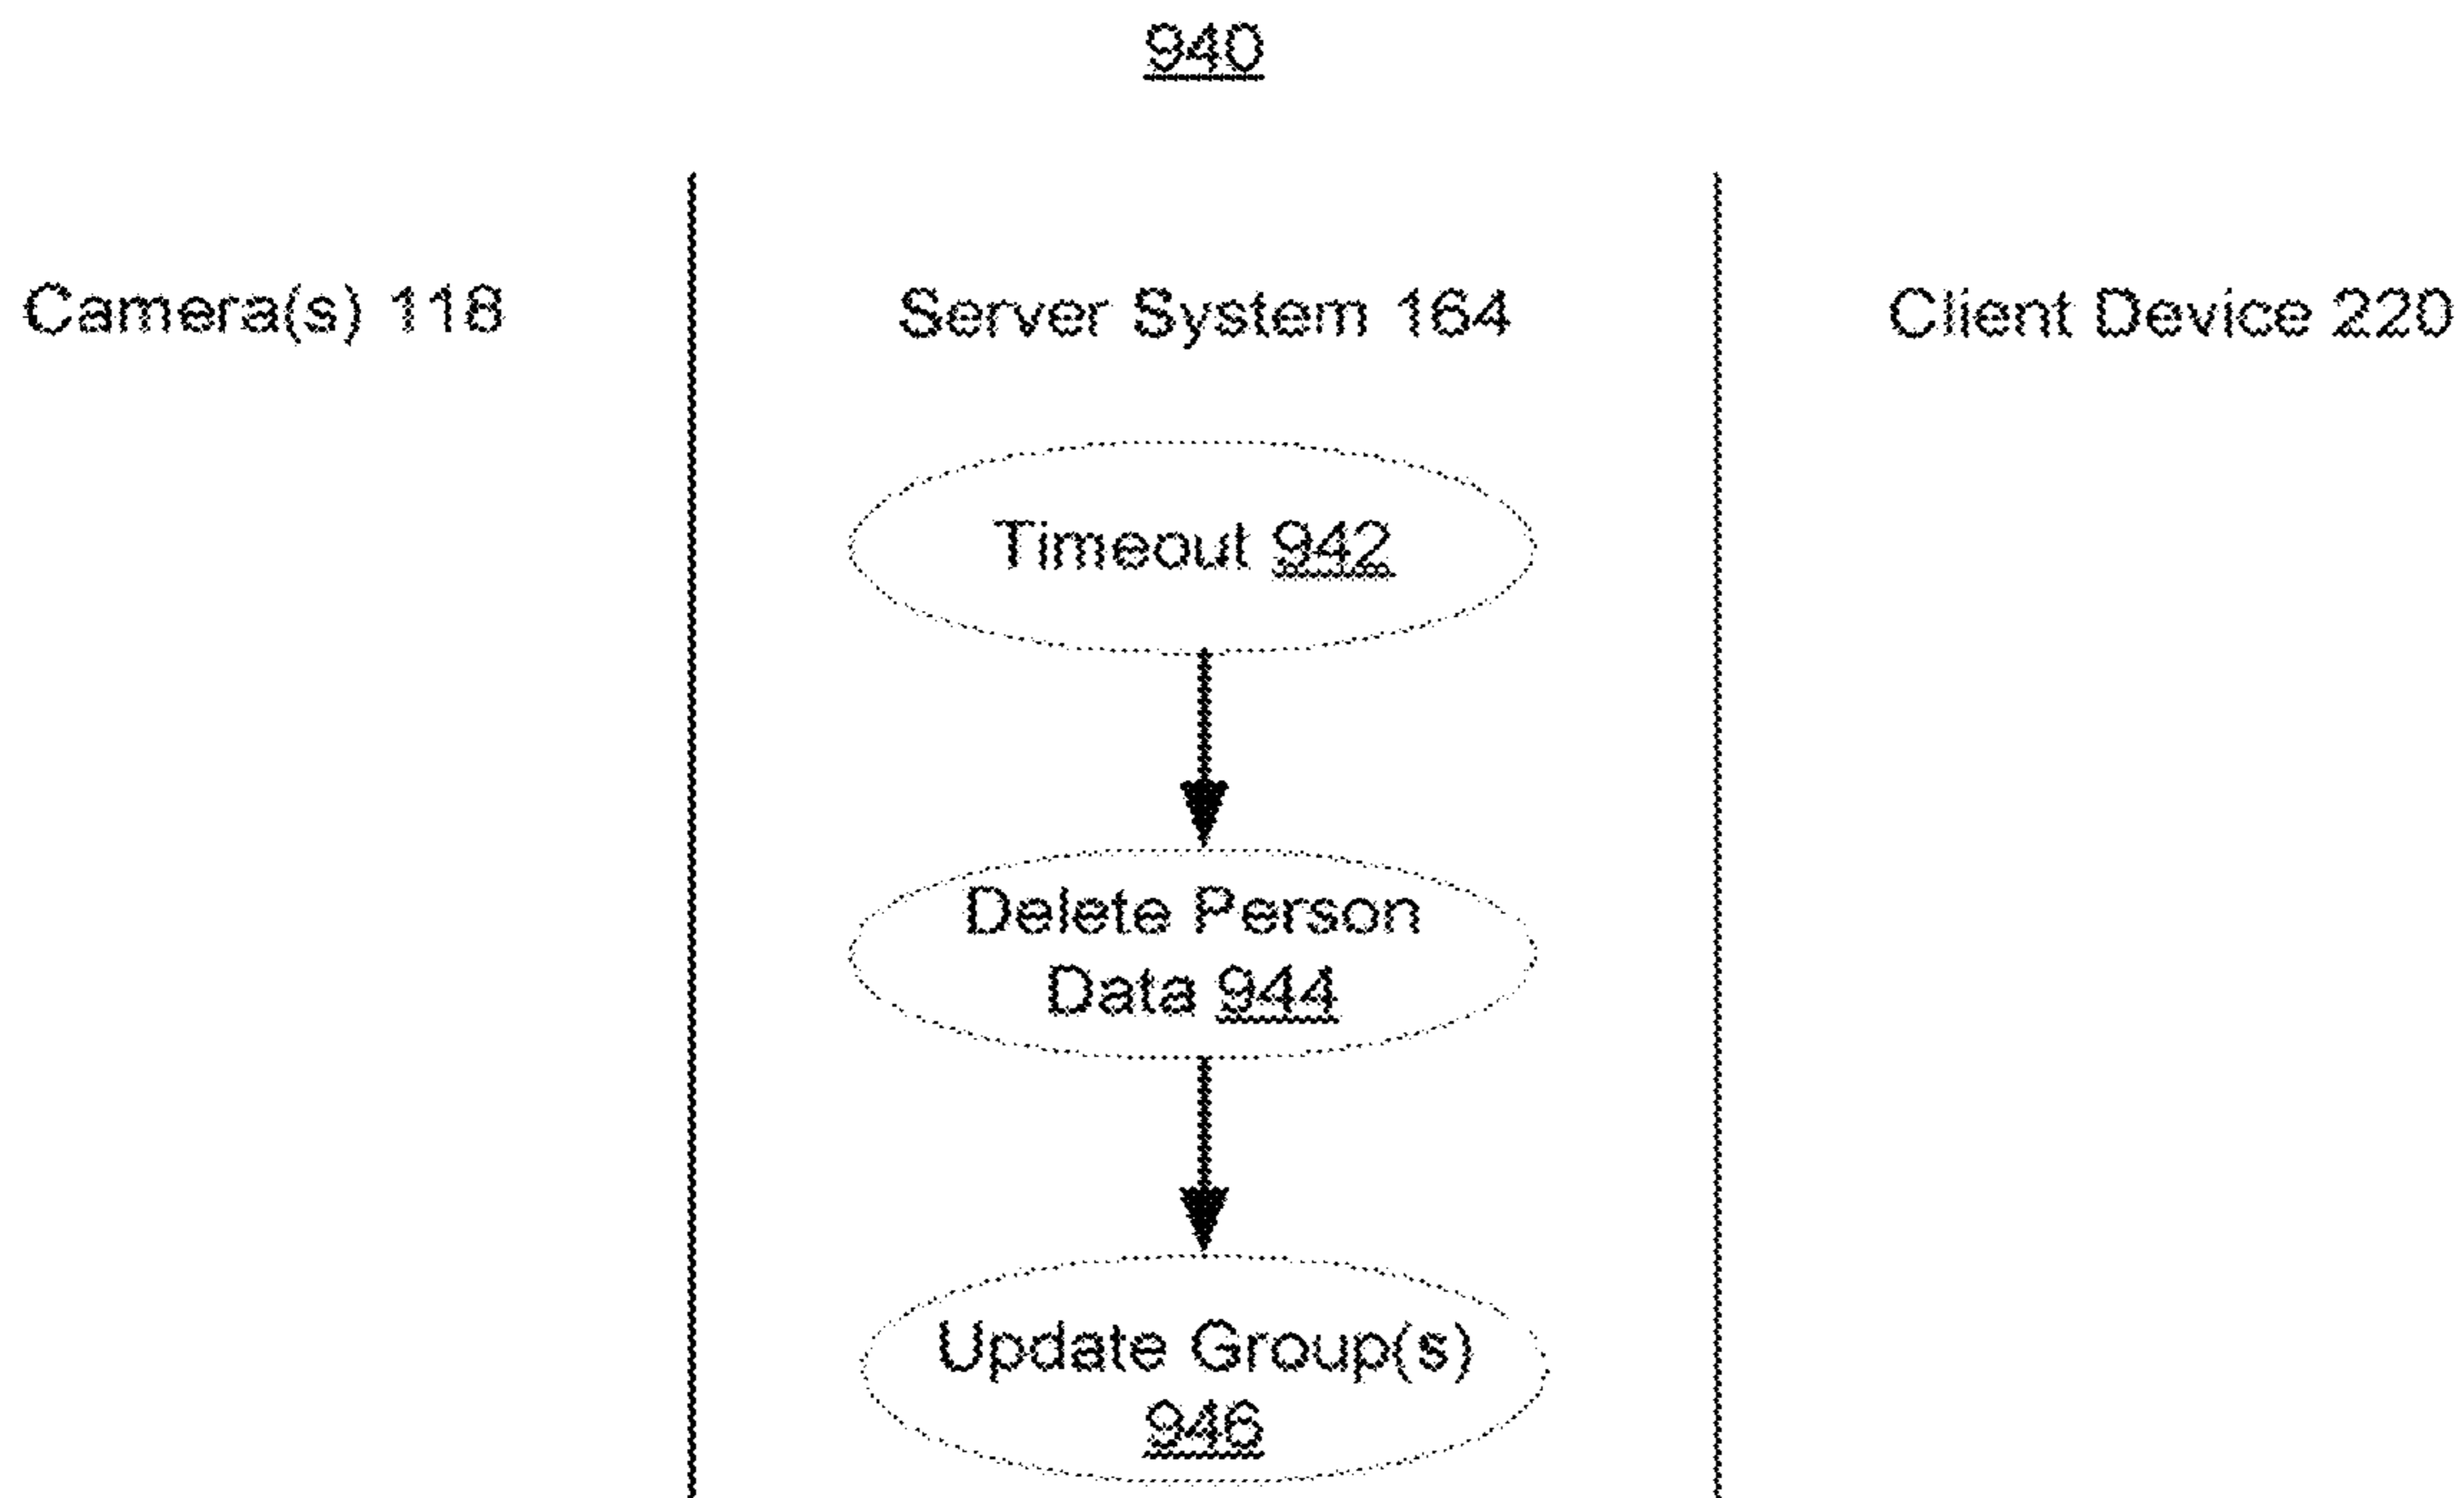 940
Camera(s) 118
Server System 164
Client Device 220
Timeout 942
Delete Person
Data 944
Update Group(s)
946